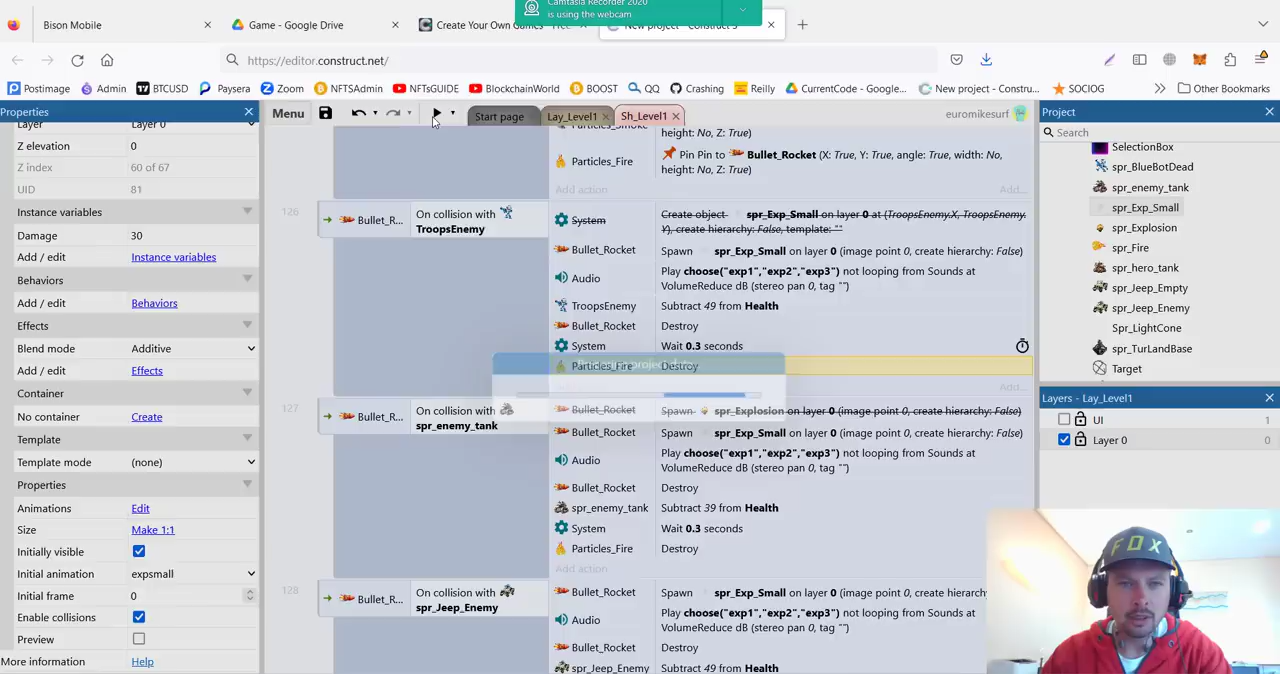 Camtasia Recorder 2020
is using the webcam
Bison Mobile
Game - Google Drive
Create Your Own Games
New project - Construct 3
https://editor.construct.net/
Postimage
Admin
BTCUSD
Paysera
Zoom
NFTSAdmin
NFTsGUIDE
BlockchainWorld
BOOST
QQ
Crashing
Reilly
CurrentCode - Google...
New project - Constru...
SOCIOG
Other Bookmarks
Properties
Menu
Start page
Lay_Level1
Sh_Level1
euromikesurf
Project
Layer
Layer 0
Z elevation
0
Z index
60 of 67
UID
81
Instance variables
Damage
30
Add / edit
Instance variables
Behaviors
Add / edit
Behaviors
Effects
Blend mode
Additive
Add / edit
Effects
Container
No container
Create
Template
Template mode
(none)
Properties
Animations
Edit
Size
Make 1:1
Initially visible
Initial animation
expsmall
Initial frame
0
Enable collisions
Preview
More information
Help
Particles_Smoke
height: No, Z: True)
Particles_Fire
Pin Pin to Bullet_Rocket (X: True, Y: True, angle: True, width: No,
height: No, Z: True)
Add action
Add...
126
Bullet_R...
On collision with
TroopsEnemy
System
Create object spr_Exp_Small on layer 0 at (TroopsEnemy.X, TroopsEnemy.
Y), create hierarchy: False, template: ""
Bullet_Rocket
Spawn spr_Exp_Small on layer 0 (image point 0, create hierarchy: False)
Audio
Play choose("exp1","exp2","exp3") not looping from Sounds at
VolumeReduce dB (stereo pan 0, tag "")
TroopsEnemy
Subtract 49 from Health
Bullet_Rocket
Destroy
System
Wait 0.3 seconds
Particles_Fire
Destroy
Add...
127
Bullet_R...
On collision with
spr_enemy_tank
Bullet_Rocket
Spawn spr_Explosion on layer 0 (image point 0, create hierarchy: False)
Bullet_Rocket
Spawn spr_Exp_Small on layer 0 (image point 0, create hierarchy: False)
Audio
Play choose("exp1","exp2","exp3") not looping from Sounds at
VolumeReduce dB (stereo pan 0, tag "")
Bullet_Rocket
Destroy
spr_enemy_tank
Subtract 39 from Health
System
Wait 0.3 seconds
Particles_Fire
Destroy
Add action
Add...
128
Bullet_R...
On collision with
spr_Jeep_Enemy
Bullet_Rocket
Spawn spr_Exp_Small on layer 0 (image point 0, create hierarchy
Audio
Play choose("exp1","exp2","exp3") not looping from Sounds at
VolumeReduce dB (stereo pan 0, tag "")
Bullet_Rocket
Destroy
spr_Jeep_Enemy
Subtract 49 from Health
Search
SelectionBox
spr_BlueBotDead
spr_enemy_tank
spr_Exp_Small
spr_Explosion
spr_Fire
spr_hero_tank
spr_Jeep_Empty
spr_Jeep_Enemy
Spr_LightCone
spr_TurLandBase
Target
Layers - Lay_Level1
UI
1
Layer 0
0
FOX